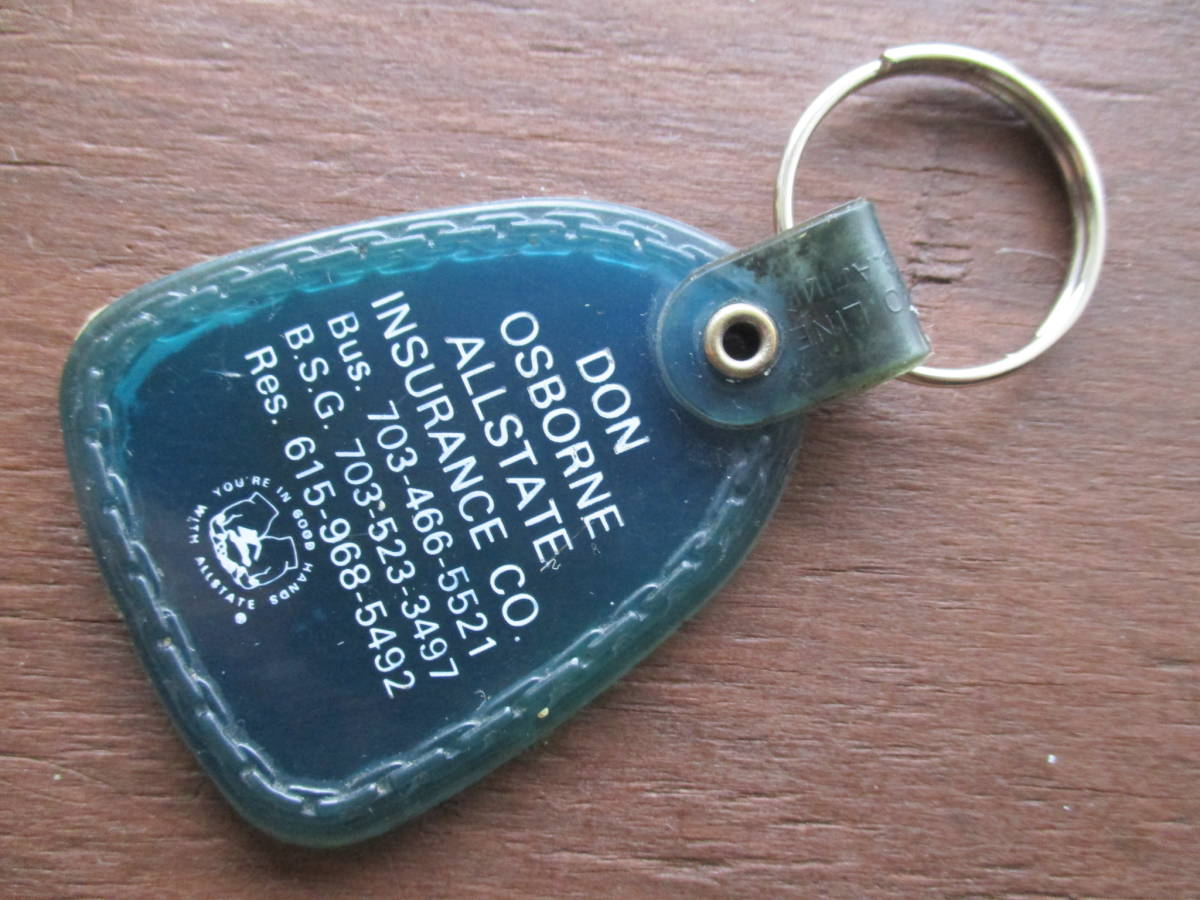 DON
OSBORNE
ALLSTATE
INSURANCE CO.
Bus. 703-466-5521
B.S.G. 703-523-3497
Res. 615-968-5492
YOU'RE IN GOOD HANDS
WITH ALLSTATE ®
LINE